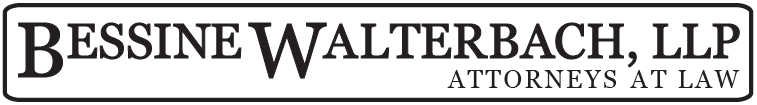 BESSINE WALTERBACH, LLP
ATTORNEYS AT LAW